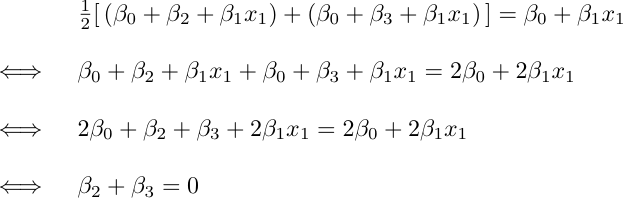 ½[ (β₀ + β₂ + β₁x₁) + (β₀ + β₃ + β₁x₁) ] = β₀ + β₁x₁
⟺ β₀ + β₂ + β₁x₁ + β₀ + β₃ + β₁x₁ = 2β₀ + 2β₁x₁
⟺ 2β₀ + β₂ + β₃ + 2β₁x₁ = 2β₀ + 2β₁x₁
⟺ β₂ + β₃ = 0